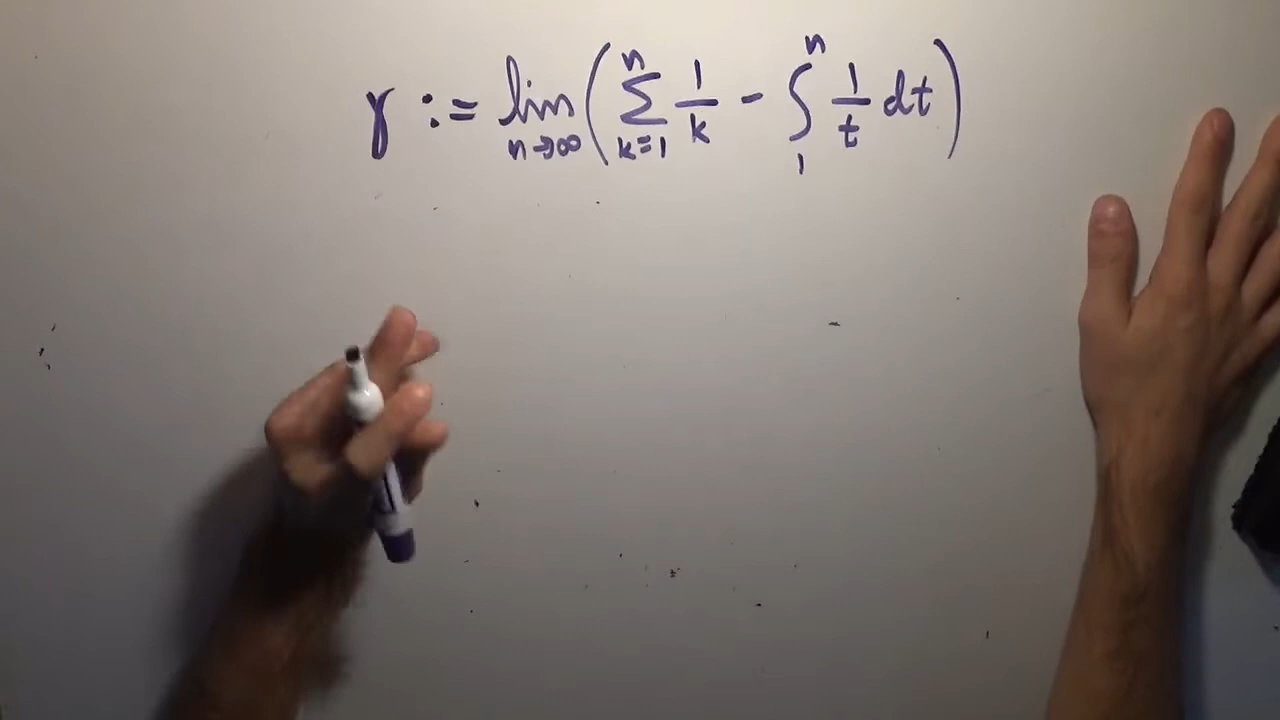 γ := lim_{n→∞} ( ∑_{k=1}^{n} 1/k - ∫_{1}^{n} 1/t dt )